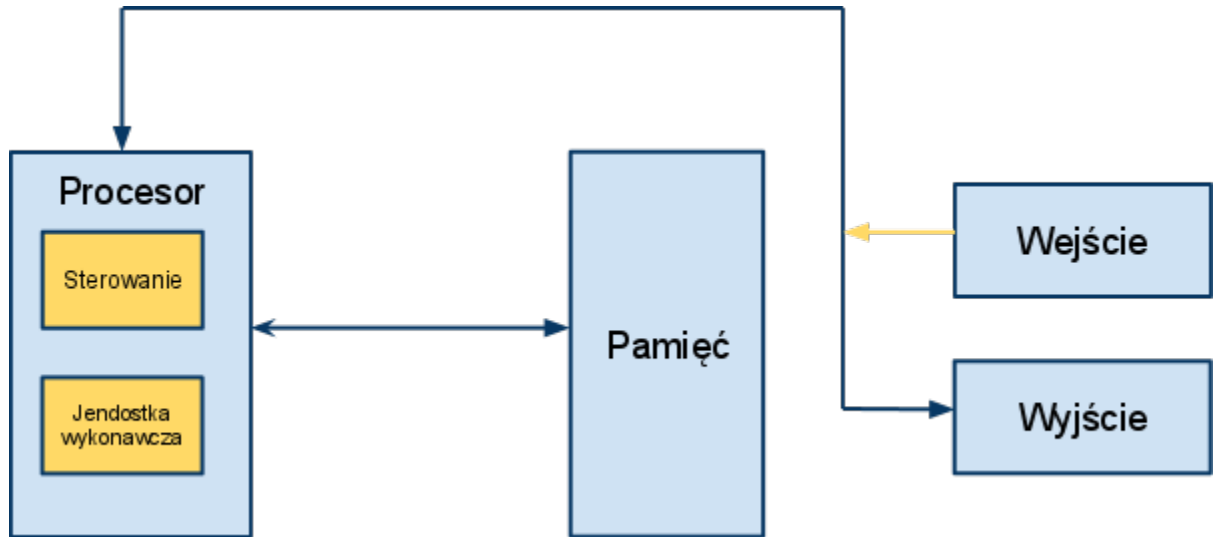 Procesor
Sterowanie
Jendostka
wykonawcza
Pamięć
Wejście
Wyjście